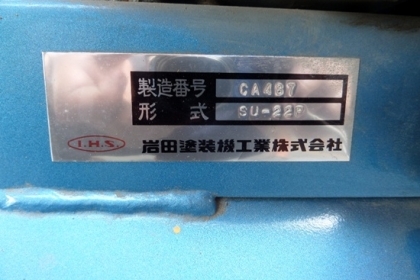 製造番号 CA487
形式 SU-22F
I.H.S. 岩田塗装機工業株式会社